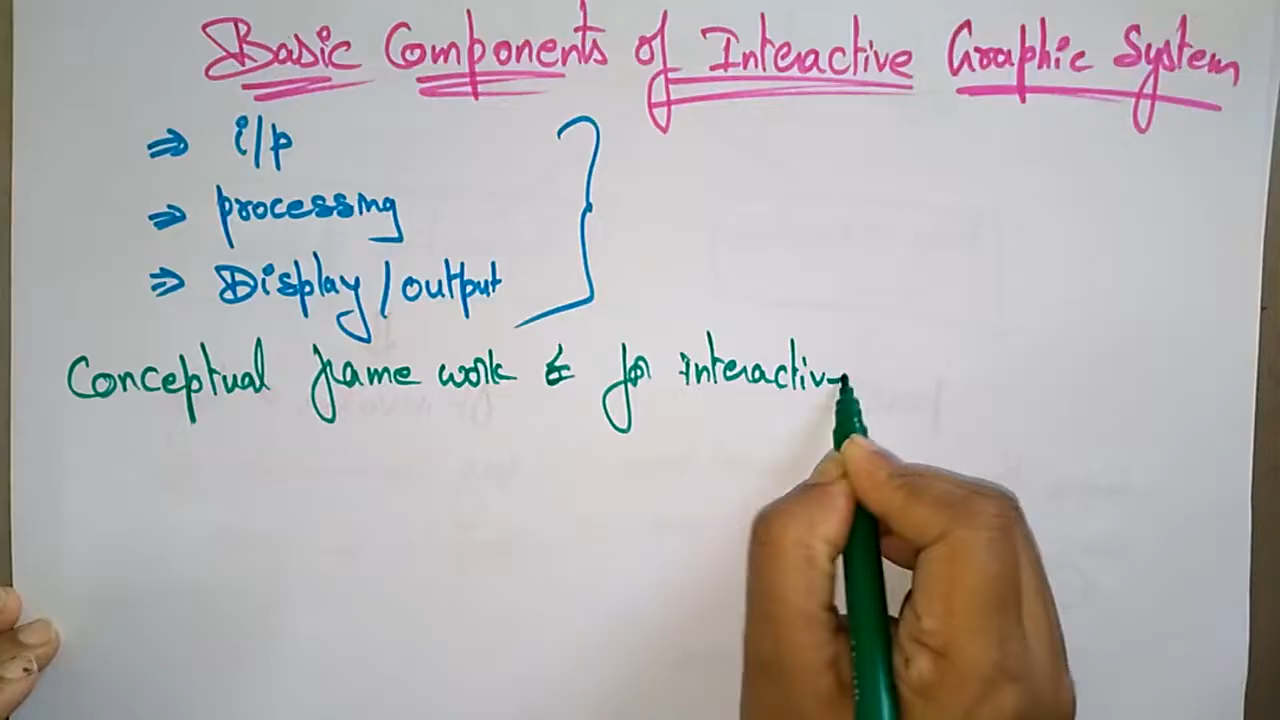 Basic Components of Interactive Graphic System
⇒ i/p
⇒ processing
⇒ Display/output
Conceptual frame work & for interactive